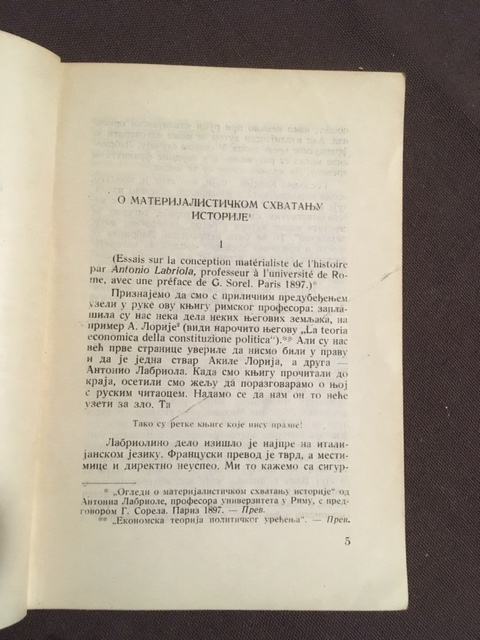 О МАТЕРИЈАЛИСТИЧКОМ СХВАТАЊУ
ИСТОРИЈЕ¹
I
(Essais sur la conception matérialiste de l'histoire
par Antonio Labriola, professeur à l'université de Ro-
me, avec une préface de G. Sorel. Paris 1897.)*
Признајемо да смо с приличним предубеђењем
узели у руке ову књигу римског професора: запла-
шила су нас нека дела неких његових земљака, на
пример А. Лорије² (види нарочито његову „La teoria
economica della constituzione politica“).** Али су нас
већ прве странице увериле да нисмо били у праву
и да је једна ствар Акиле Лорија, а друга —
Антонио Лабриола. Када смо књигу прочитали до
краја, осетили смо жељу да поразговарамо о њој
с руским читаоцем. Надамо се да нам он то неће
узети за зло. Та
Тако су ретке књиге које нису празне!
Лабриолино дело изишло је најпре на итали-
јанском језику. Француски превод је тврд, а мести-
мице и директно неуспео. Ми то кажемо са сигур-
* „Огледи о материјалистичком схватању историје“ од
Антонија Лабриоле, професора универзитета у Риму, с пред-
говором Г. Сорела. Париз 1897. — Прев.
** „Економска теорија политичког уређења“. — Прев.
5